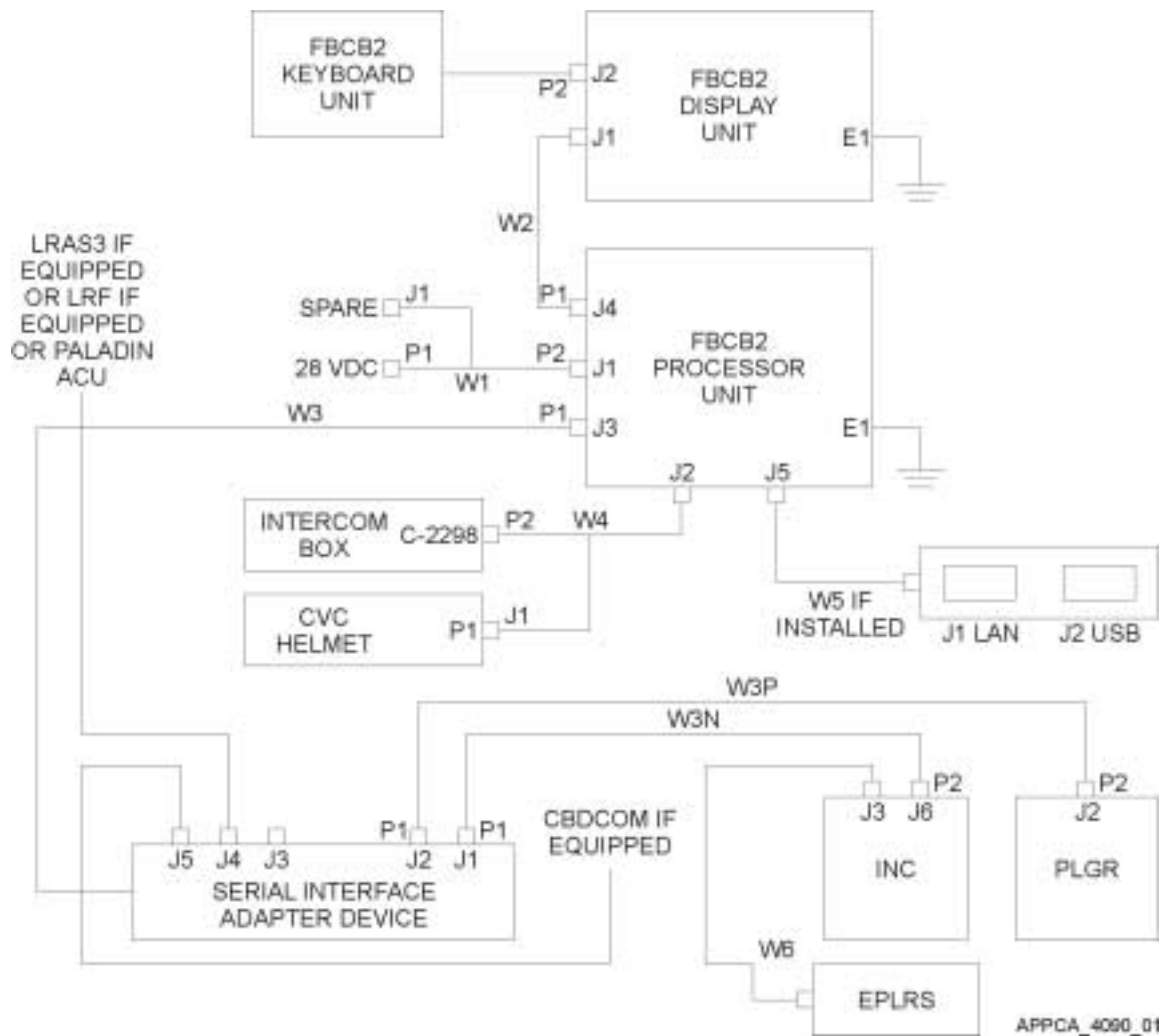 FBCB2
KEYBOARD
UNIT
P2
J2
FBCB2
DISPLAY
UNIT
J1
E1
W2
LRAS3 IF
EQUIPPED
OR LRF IF
EQUIPPED
OR PALADIN
ACU
SPARE
J1
P1
J4
FBCB2
PROCESSOR
UNIT
28 VDC
P1
W1
P2
J1
W3
P1
J3
E1
J2
J5
INTERCOM
BOX
C-2298
P2
W4
CVC
HELMET
P1
J1
W5 IF
INSTALLED
J1 LAN
J2 USB
W3P
W3N
J5
J4
J3
P1
J2
P1
J1
SERIAL INTERFACE
ADAPTER DEVICE
CBDCOM IF
EQUIPPED
J3
J6
P2
INC
P2
J2
PLGR
W6
EPLRS
APPCA_4090_01